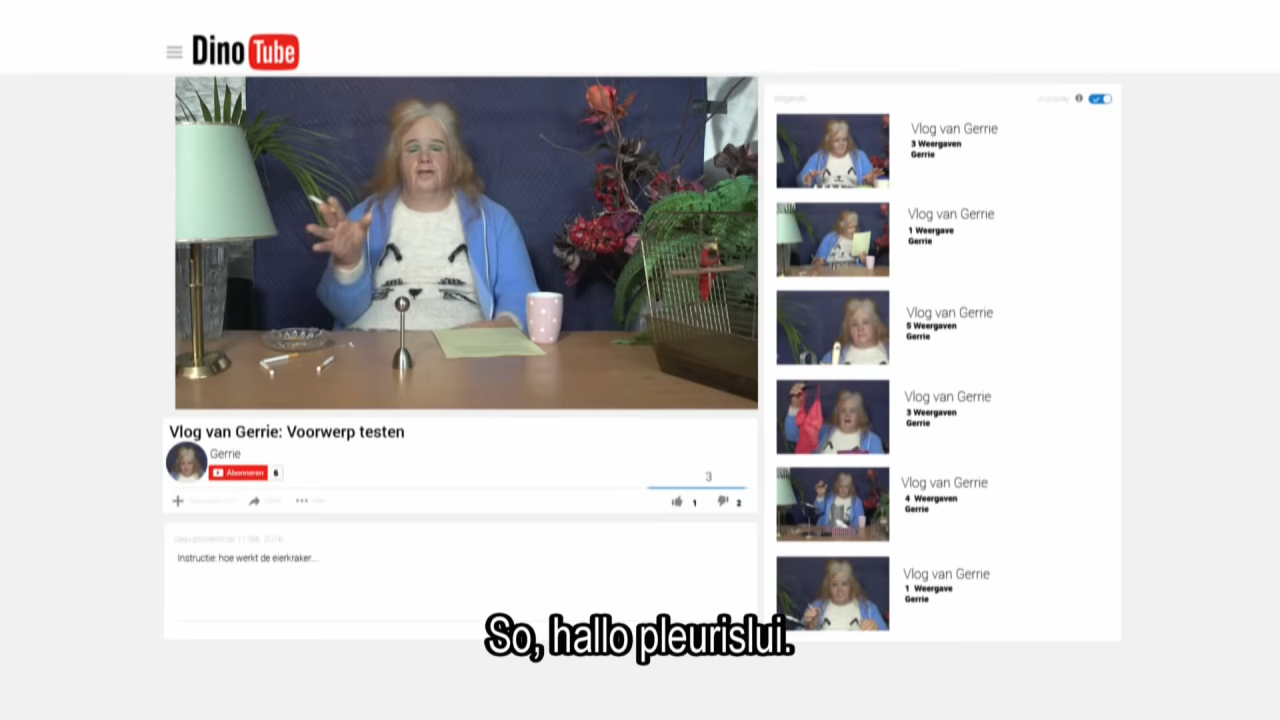 Dino Tube
Vlog van Gerrie
3 Weergaven
Gerrie
Vlog van Gerrie
1 Weergave
Gerrie
Vlog van Gerrie
5 Weergaven
Gerrie
Vlog van Gerrie
3 Weergaven
Gerrie
Vlog van Gerrie
4 Weergaven
Gerrie
Vlog van Gerrie
1 Weergave
Gerrie
Vlog van Gerrie: Voorwerp testen
Gerrie
Abonneren 6
3
1 2
Instructie: hoe werkt de eierkraker...
So, hallo pleurislui.